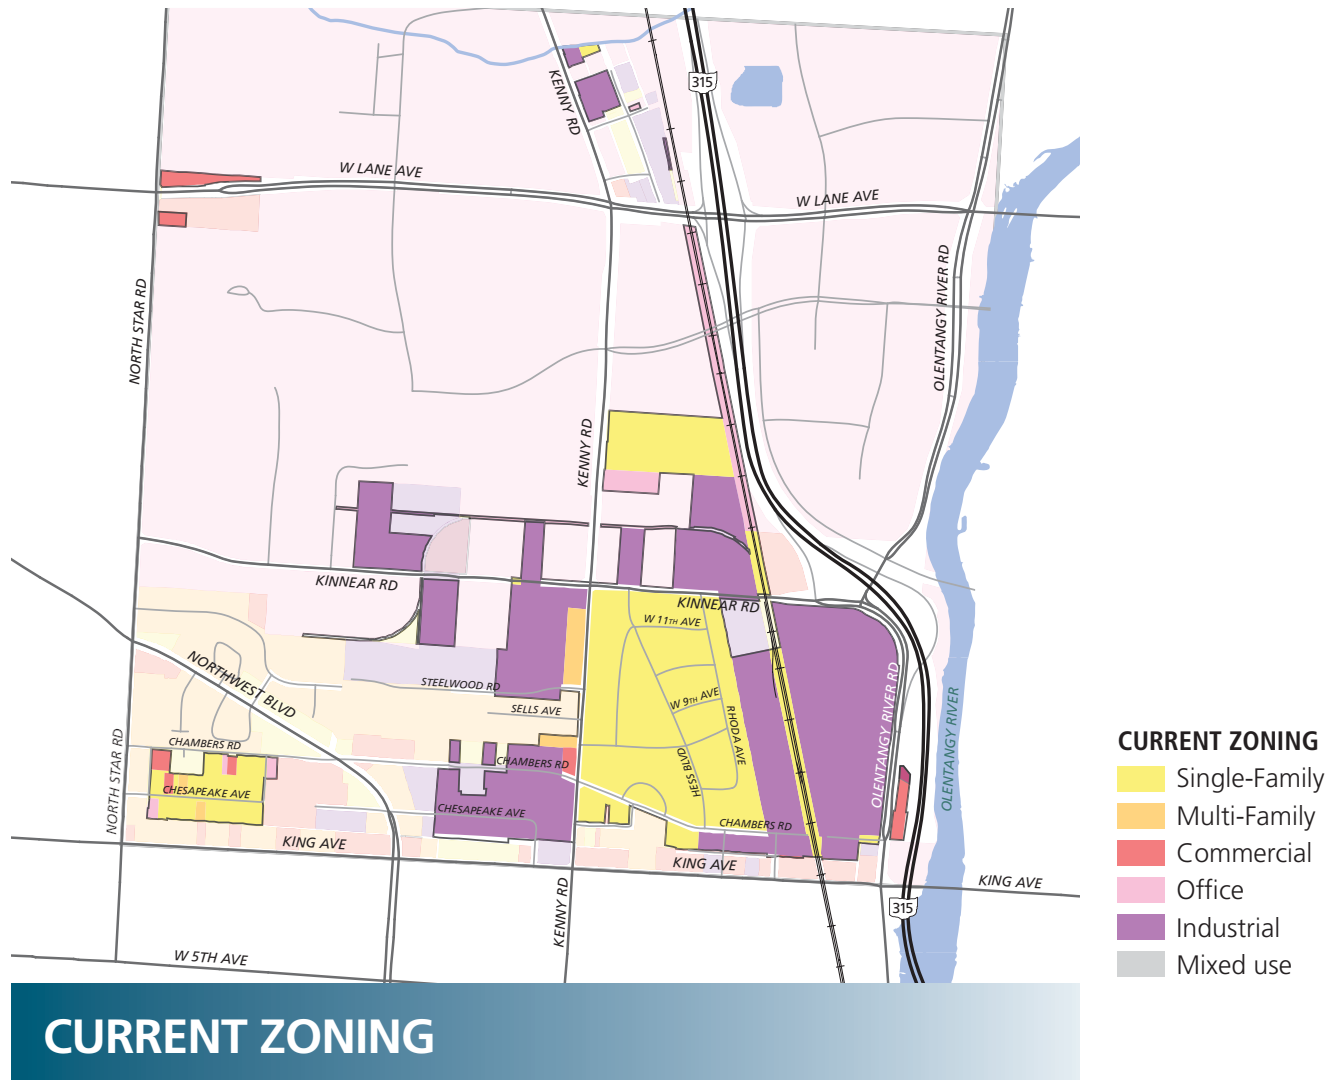 315
KENNY RD
W LANE AVE
W LANE AVE
OLENTANGY RIVER RD
NORTH STAR RD
KENNY RD
KINNEAR RD
KINNEAR RD
W 11TH AVE
NORTHWEST BLVD
STEELWOOD RD
W 9TH AVE
SELLS AVE
RHODA AVE
HESS BLVD
OLENTANGY RIVER RD
OLENTANGY RIVER
NORTH STAR RD
CHAMBERS RD
CHAMBERS RD
CHESAPEAKE AVE
CHESAPEAKE AVE
CHAMBERS RD
KING AVE
KING AVE
KING AVE
KENNY RD
315
W 5TH AVE
CURRENT ZONING
Single-Family
Multi-Family
Commercial
Office
Industrial
Mixed use
CURRENT ZONING